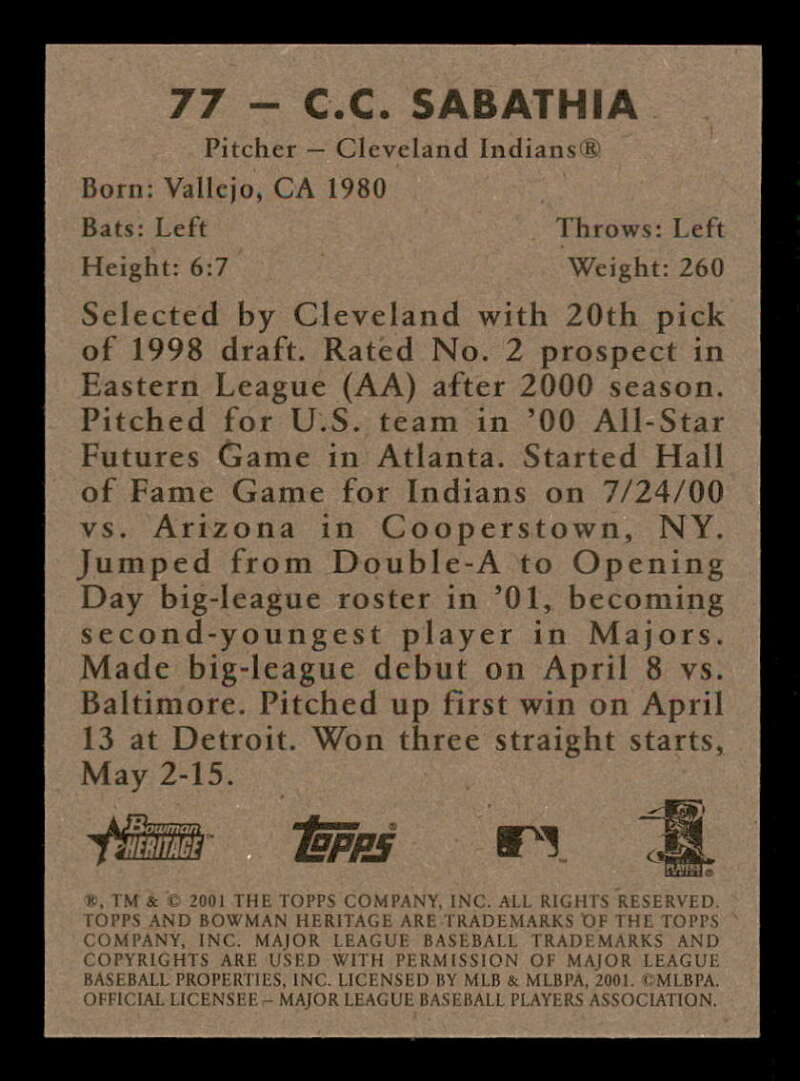 77 – C.C. SABATHIA
Pitcher – Cleveland Indians®
Born: Vallejo, CA 1980
Bats: Left Throws: Left
Height: 6:7 Weight: 260
Selected by Cleveland with 20th pick
of 1998 draft. Rated No. 2 prospect in
Eastern League (AA) after 2000 season.
Pitched for U.S. team in ’00 All-Star
Futures Game in Atlanta. Started Hall
of Fame Game for Indians on 7/24/00
vs. Arizona in Cooperstown, NY.
Jumped from Double-A to Opening
Day big-league roster in ’01, becoming
second-youngest player in Majors.
Made big-league debut on April 8 vs.
Baltimore. Pitched up first win on April
13 at Detroit. Won three straight starts,
May 2-15.
Bowman
HERITAGE
Topps
®, TM & © 2001 THE TOPPS COMPANY, INC. ALL RIGHTS RESERVED.
TOPPS AND BOWMAN HERITAGE ARE TRADEMARKS OF THE TOPPS
COMPANY, INC. MAJOR LEAGUE BASEBALL TRADEMARKS AND
COPYRIGHTS ARE USED WITH PERMISSION OF MAJOR LEAGUE
BASEBALL PROPERTIES, INC. LICENSED BY MLB & MLBPA, 2001. ©MLBPA.
OFFICIAL LICENSEE – MAJOR LEAGUE BASEBALL PLAYERS ASSOCIATION.